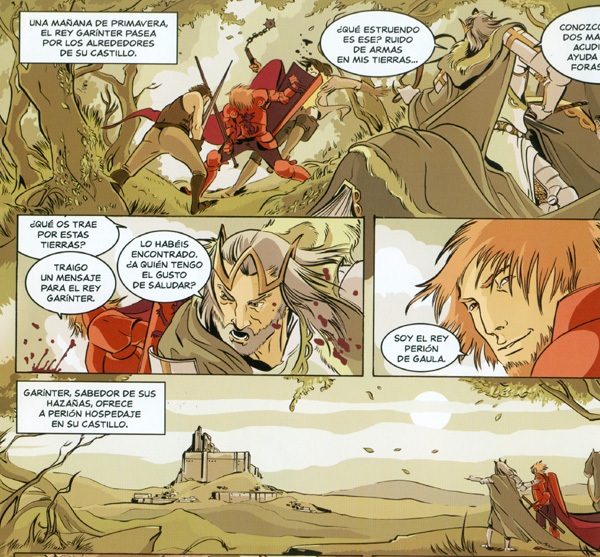 UNA MAÑANA DE PRIMAVERA,
EL REY GARÍNTER PASEA
POR LOS ALREDEDORES
DE SU CASTILLO.
¿QUÉ ESTRUENDO
ES ESE? RUIDO
DE ARMAS
EN MIS TIERRAS...
CONOZCO
DOS
ACUDI
AYUDA
FORAS
¿QUÉ OS TRAE
POR ESTAS
TIERRAS?
TRAIGO
UN MENSAJE
PARA EL REY
GARÍNTER.
LO HABÉIS
ENCONTRADO.
¿A QUIÉN TENGO
EL GUSTO
DE SALUDAR?
SOY EL REY
PERIÓN
DE GAULA.
GARÍNTER, SABEDOR DE SUS
HAZAÑAS, OFRECE
A PERIÓN HOSPEDAJE
EN SU CASTILLO.